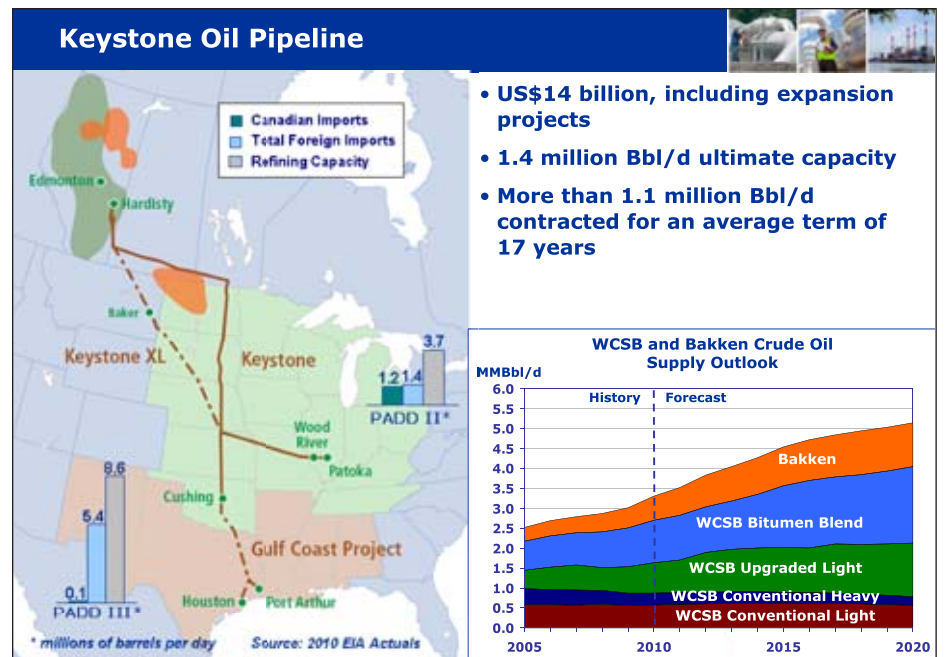 Keystone Oil Pipeline
Canadian Imports
Total Foreign Imports
Refining Capacity
Edmonton
Hardisty
Baker
Keystone XL
Keystone
3.7
1.2
1.4
PADD II*
Wood
River
Patoka
Cushing
8.6
5.4
0.1
PADD III*
Gulf Coast Project
Houston
Port Arthur
* millions of barrels per day
Source: 2010 EIA Actuals
• US$14 billion, including expansion
projects
• 1.4 million Bbl/d ultimate capacity
• More than 1.1 million Bbl/d
contracted for an average term of
17 years
WCSB and Bakken Crude Oil
Supply Outlook
MMBbl/d
6.0
5.5
5.0
4.5
4.0
3.5
3.0
2.5
2.0
1.5
1.0
0.5
0.0
History
Forecast
Bakken
WCSB Bitumen Blend
WCSB Upgraded Light
WCSB Conventional Heavy
WCSB Conventional Light
2005
2010
2015
2020